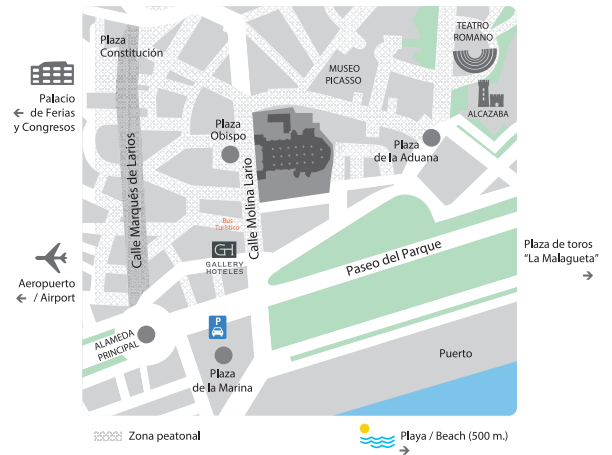 TEATRO
ROMANO
Plaza
Constitución
MUSEO
PICASSO
Palacio
← de Ferias
y Congresos
ALCAZABA
Plaza
Obispo
Plaza
de la Aduana
Calle Marqués de Larios
Calle Molina Lario
Bus
Turístico
GH
GALLERY
HOTELES
Paseo del Parque
Plaza de toros
"La Malagueta"
→
Aeropuerto
← / Airport
P
ALAMEDA
PRINCIPAL
Puerto
Plaza
de la Marina
Zona peatonal
Playa / Beach (500 m.)
→